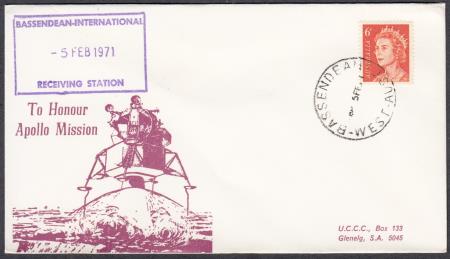 BASSENDEAN-INTERNATIONAL
- 5 FEB 1971
RECEIVING STATION
6c
AUSTRALIA
BASSENDEAN
5FE
WEST-AUST
To Honour
Apollo Mission
U.C.C.C., Box 133
Glenelg, S.A. 5045